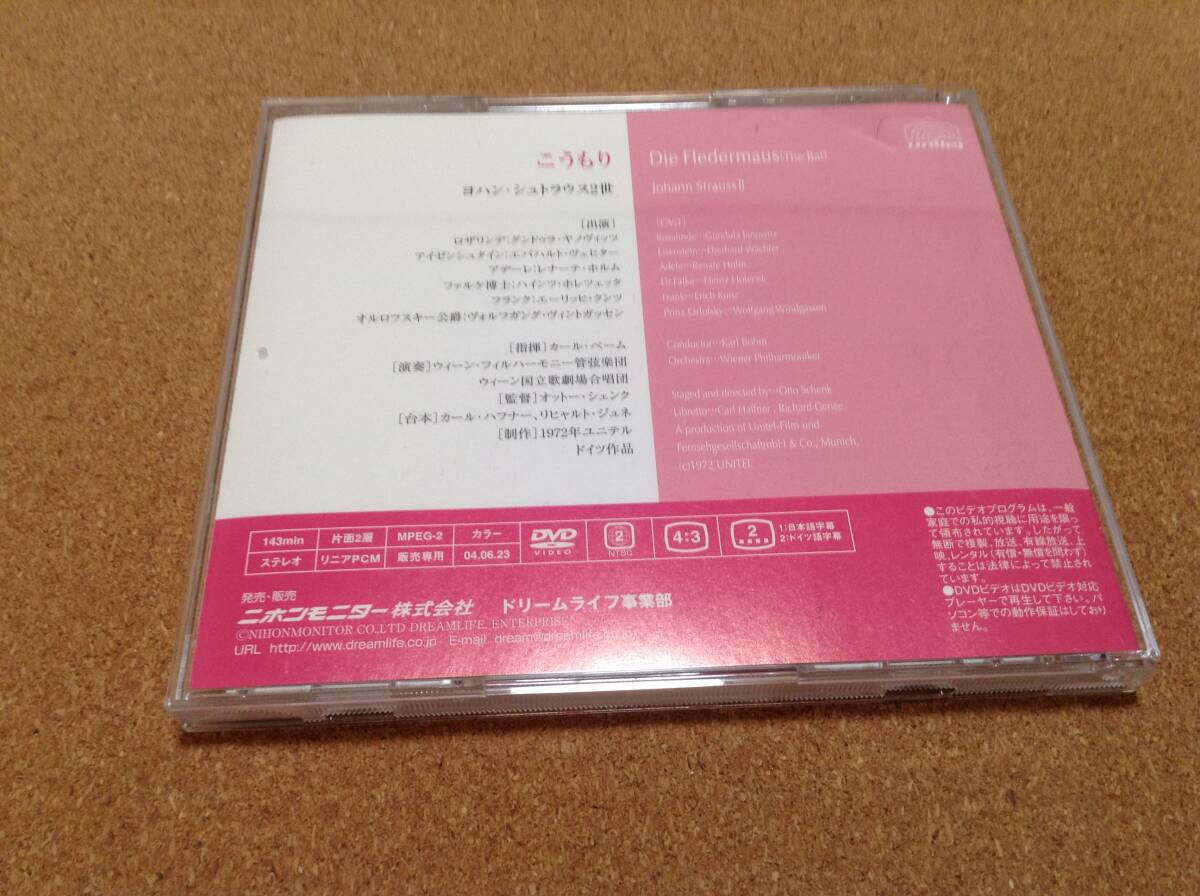 こうもり
ヨハン・シュトラウス2世
[出演]
ロザリンデ:グンドゥラ・ヤノヴィッツ
アイゼンシュタイン:エバハルト・ヴェヒター
アデーレ:レナーテ・ホルム
ファルケ博士:ハインツ・ホレツェック
フランク:エーリッヒ・クンツ
オルロフスキー公爵:ヴォルフガング・ヴィントガッセン
[指揮]カール・ベーム
[演奏]ウィーン・フィルハーモニー管弦楽団
ウィーン国立歌劇場合唱団
[監督]オットー・シェンク
[台本]カール・ハフナー、リヒャルト・ジュネ
[制作]1972年ユニテル
ドイツ作品
Die Fledermaus(The Bat)
Johann Strauss II
[CAST]
Rosalinde…Gundula Janowitz
Eisenstein…Eberhard Wächter
Adele…Renate Holm
Dr.Falke…Heinz Holecek
Frank…Erich Kunz
Prinz Orlofsky…Wolfgang Windgassen
Conductor…Karl Böhm
Orchestra…Wiener Philharmoniker
Staged and directed by…Otto Schenk
Libretto…Carl Haffner, Richard Genée
A production of Unitel-Film und
FernsehgesellschaftmbH & Co., Munich.
(c)1972 UNITEL
unitel
143min 片面2層 MPEG-2 カラー
ステレオ リニアPCM 販売専用 04.06.23
DVD VIDEO
2 NTSC
4:3
2
1:日本語字幕
2:ドイツ語字幕
発売・販売
ニホンモニター株式会社 ドリームライフ事業部
©NIHONMONITOR CO.,LTD DREAMLIFE ENTERPRISE
URL http://www.dreamlife.co.jp E-mail dream@dreamlife.co.jp
●このビデオプログラムは、一般
家庭での私的視聴に用途を限っ
て領布されています。したがって
無断で複製、放送、有線放送、上
映、レンタル(有償・無償を問わず)
することは法律によって禁止され
ています。
●DVDビデオはDVDビデオ対応
プレーヤーで再生して下さい。パ
ソコン等での動作保証はしており
ません。